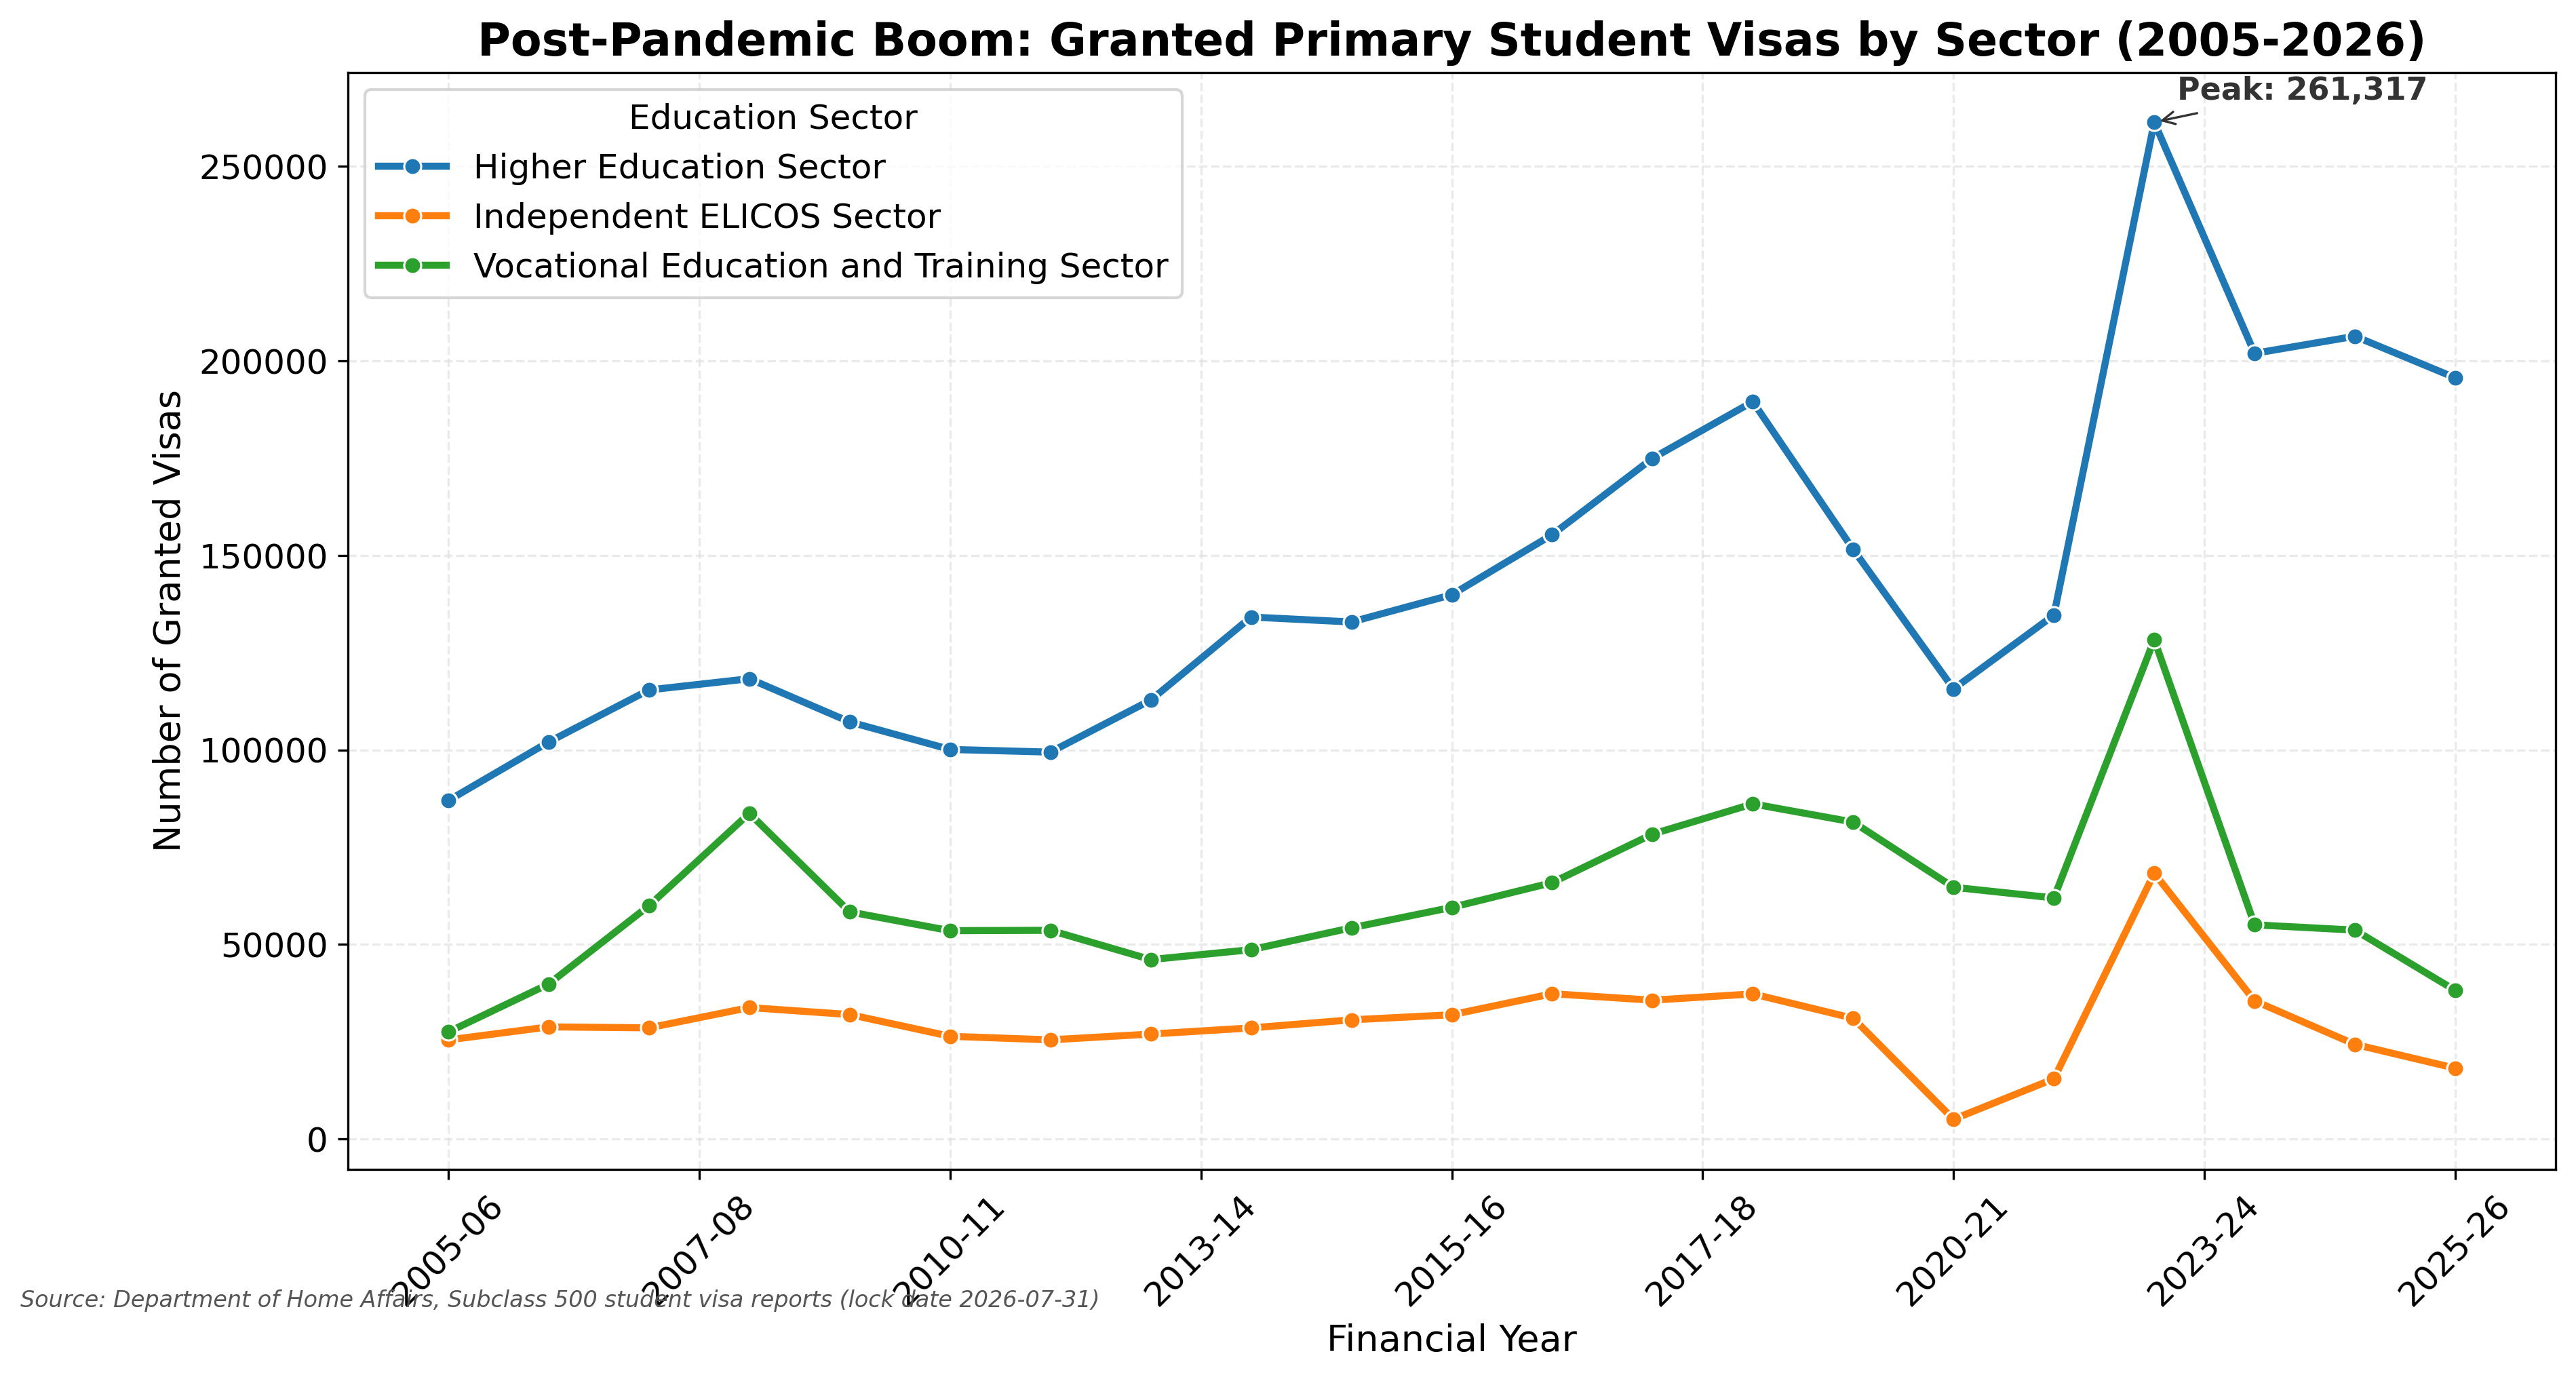 Post-Pandemic Boom: Granted Primary Student Visas by Sector (2005-2026)
Peak: 261,317
Education Sector
Higher Education Sector
Independent ELICOS Sector
Vocational Education and Training Sector
Number of Granted Visas
250000
200000
150000
100000
50000
0
2005-06
2007-08
2010-11
2013-14
2015-16
2017-18
2020-21
2023-24
2025-26
Source: Department of Home Affairs, Subclass 500 student visa reports (lock date 2026-07-31)
Financial Year